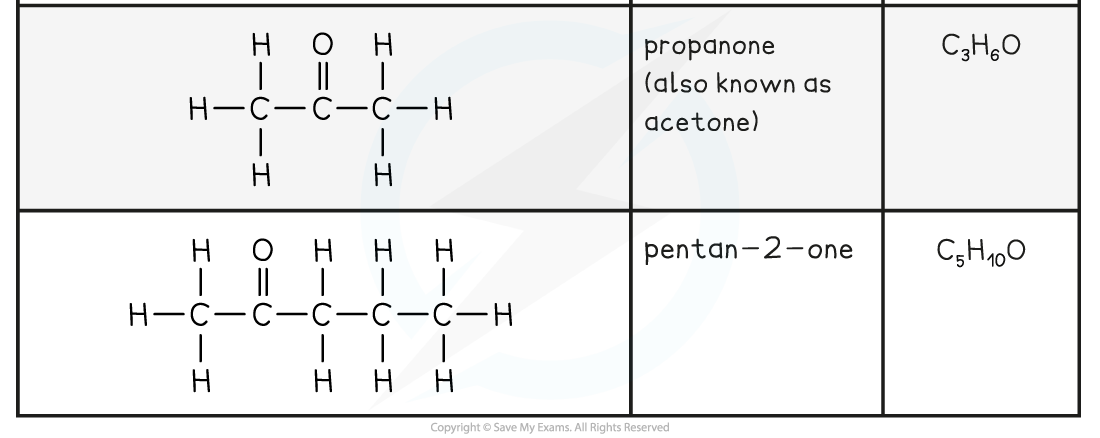 H O H
H—C—C—C—H
H H
propanone
(also known as
acetone)
C₃H₆O
H O H H H
H—C—C—C—C—C—H
H H H H
pentan-2-one
C₅H₁₀O
Copyright © Save My Exams. All Rights Reserved